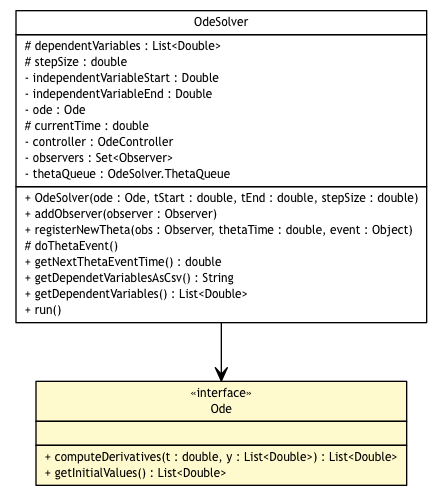 OdeSolver
# dependentVariables : List<Double>
# stepSize : double
- independentVariableStart : Double
- independentVariableEnd : Double
- ode : Ode
# currentTime : double
- controller : OdeController
- observers : Set<Observer>
- thetaQueue : OdeSolver.ThetaQueue
+ OdeSolver(ode : Ode, tStart : double, tEnd : double, stepSize : double)
+ addObserver(observer : Observer)
+ registerNewTheta(obs : Observer, thetaTime : double, event : Object)
# doThetaEvent()
+ getNextThetaEventTime() : double
+ getDependetVariablesAsCsv() : String
+ getDependentVariables() : List<Double>
+ run()
«interface»
Ode
+ computeDerivatives(t : double, y : List<Double>) : List<Double>
+ getInitialValues() : List<Double>